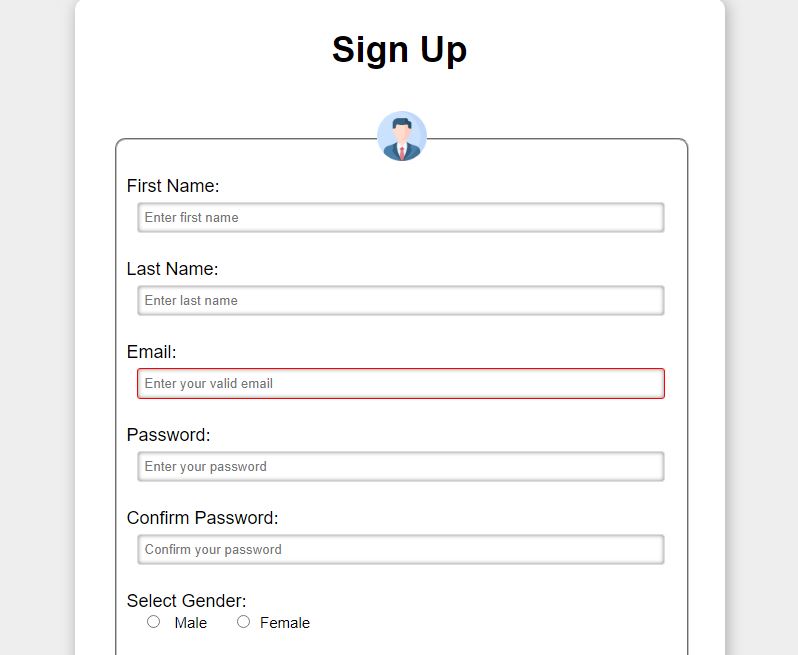 Sign Up
First Name:
Enter first name
Last Name:
Enter last name
Email:
Enter your valid email
Password:
Enter your password
Confirm Password:
Confirm your password
Select Gender:
Male Female